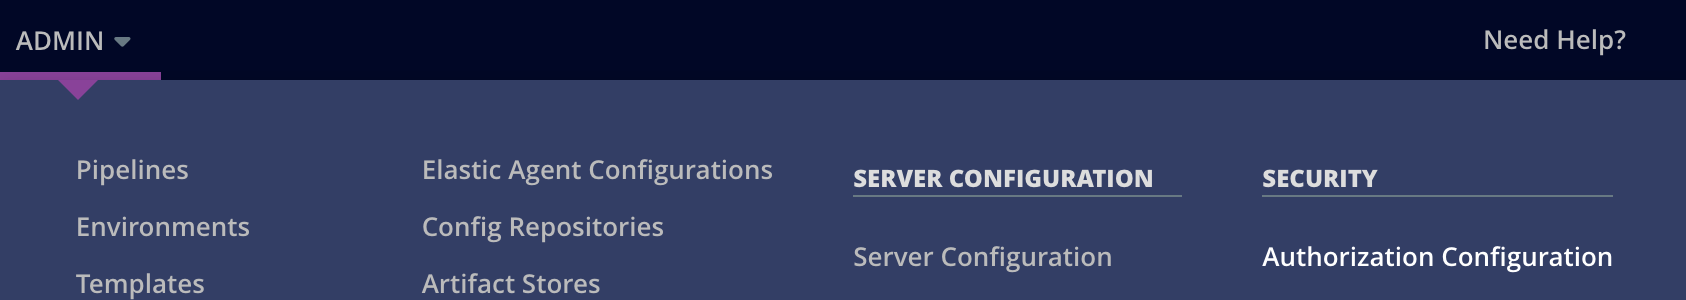 ADMIN
Need Help?
Pipelines
Environments
Templates
Elastic Agent Configurations
Config Repositories
Artifact Stores
SERVER CONFIGURATION
Server Configuration
SECURITY
Authorization Configuration